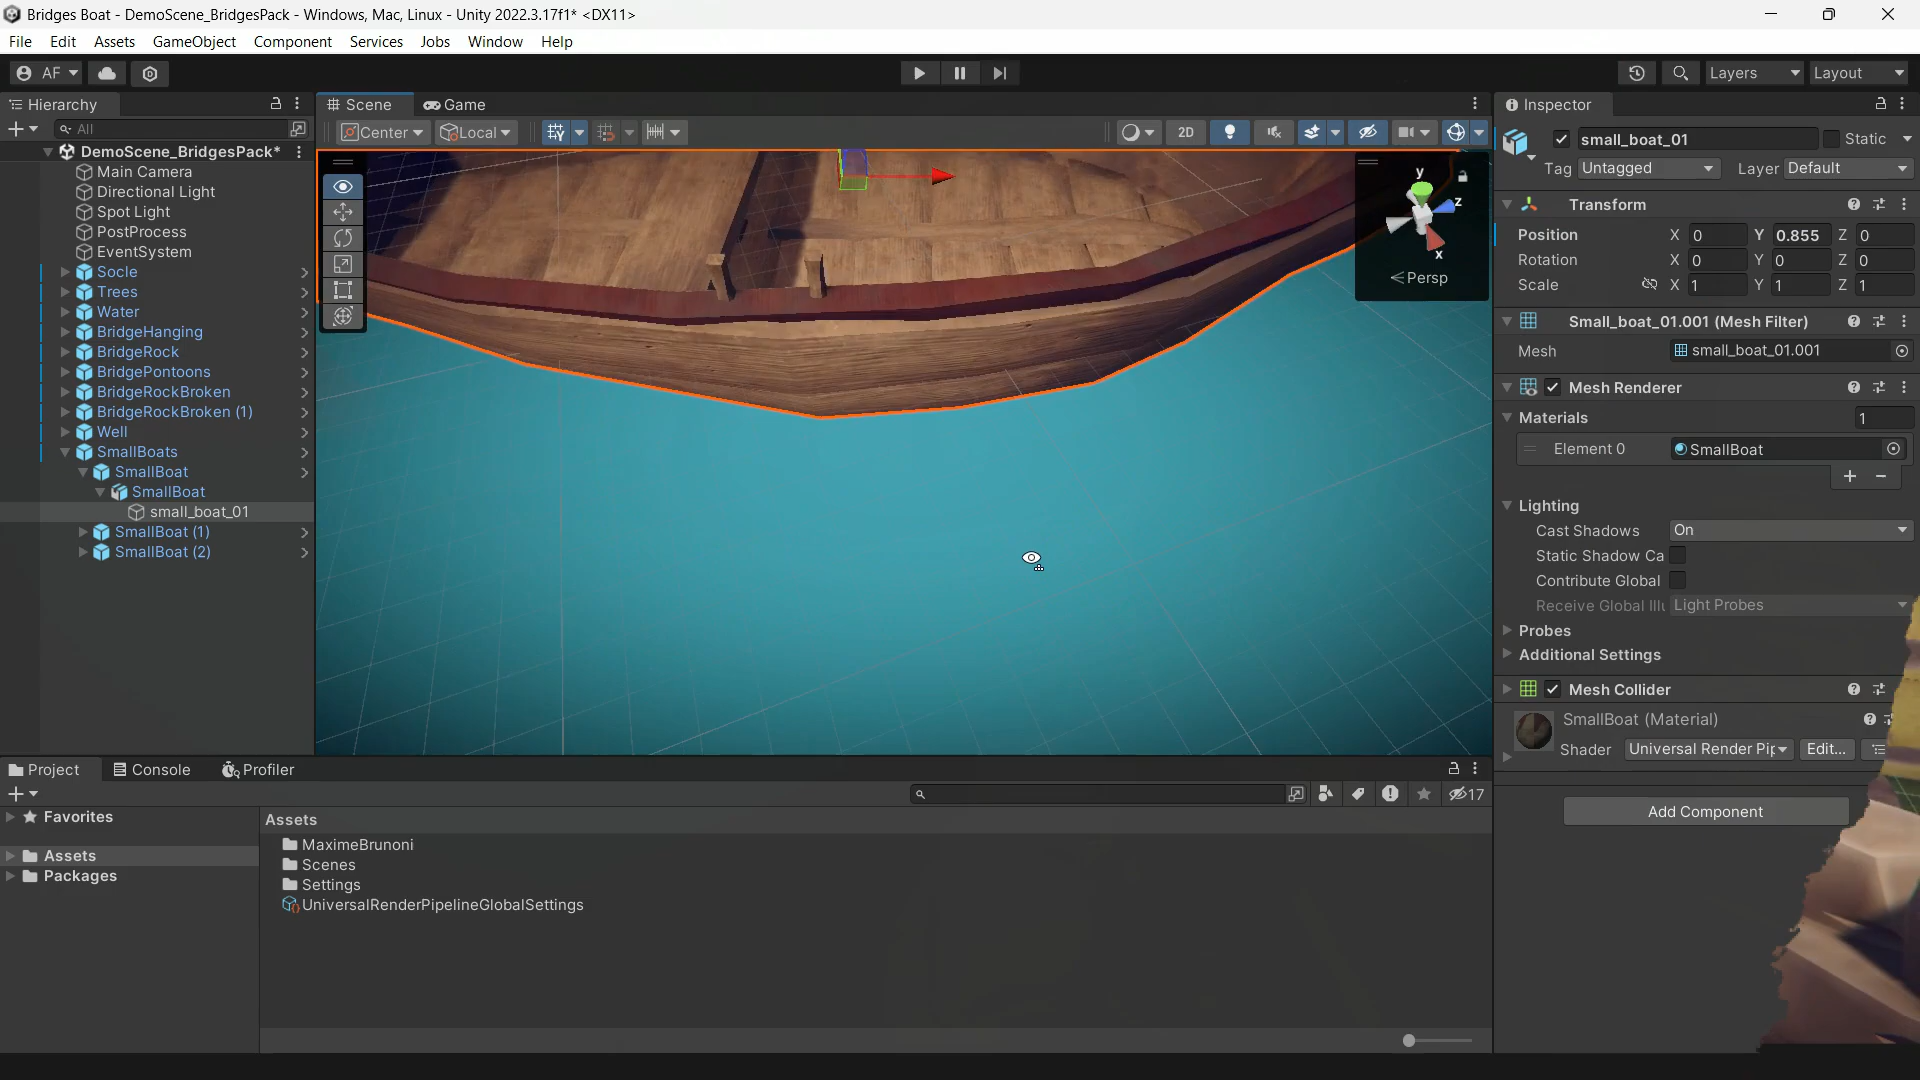 Bridges Boat - DemoScene_BridgesPack - Windows, Mac, Linux - Unity 2022.3.17f1* <DX11>
File Edit Assets GameObject Component Services Jobs Window Help
AF
Layers
Layout
Hierarchy
All
DemoScene_BridgesPack*
Main Camera
Directional Light
Spot Light
PostProcess
EventSystem
Socle
Trees
Water
BridgeHanging
BridgeRock
BridgePontoons
BridgeRockBroken
BridgeRockBroken (1)
Well
SmallBoats
SmallBoat
SmallBoat
small_boat_01
SmallBoat (1)
SmallBoat (2)
Scene
Game
Center
Local
2D
y
z
x
Persp
Inspector
small_boat_01
Static
Tag Untagged
Layer Default
Transform
Position X 0 Y 0.855 Z 0
Rotation X 0 Y 0 Z 0
Scale X 1 Y 1 Z 1
Small_boat_01.001 (Mesh Filter)
Mesh small_boat_01.001
Mesh Renderer
Materials 1
Element 0 SmallBoat
Lighting
Cast Shadows On
Static Shadow Ca
Contribute Global
Receive Global Illu Light Probes
Probes
Additional Settings
Mesh Collider
SmallBoat (Material)
Shader Universal Render Pip Edit...
Add Component
Project
Console
Profiler
17
Favorites
Assets
Packages
Assets
MaximeBrunoni
Scenes
Settings
UniversalRenderPipelineGlobalSettings